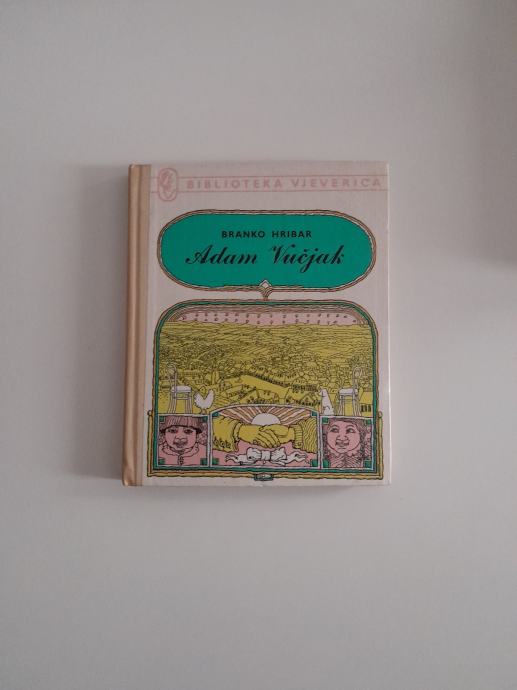 BIBLIOTEKA VJEVERICA
BRANKO HRIBAR
Adam Vučjak